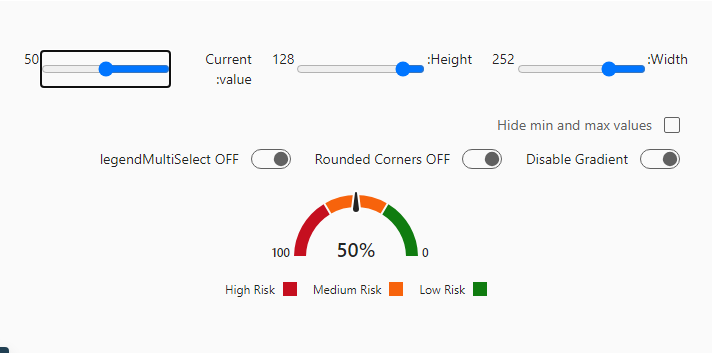 :Width
252
:Height
128
Current
:value
50
Hide min and max values
Disable Gradient
Rounded Corners OFF
legendMultiSelect OFF
100
50%
0
Low Risk
Medium Risk
High Risk